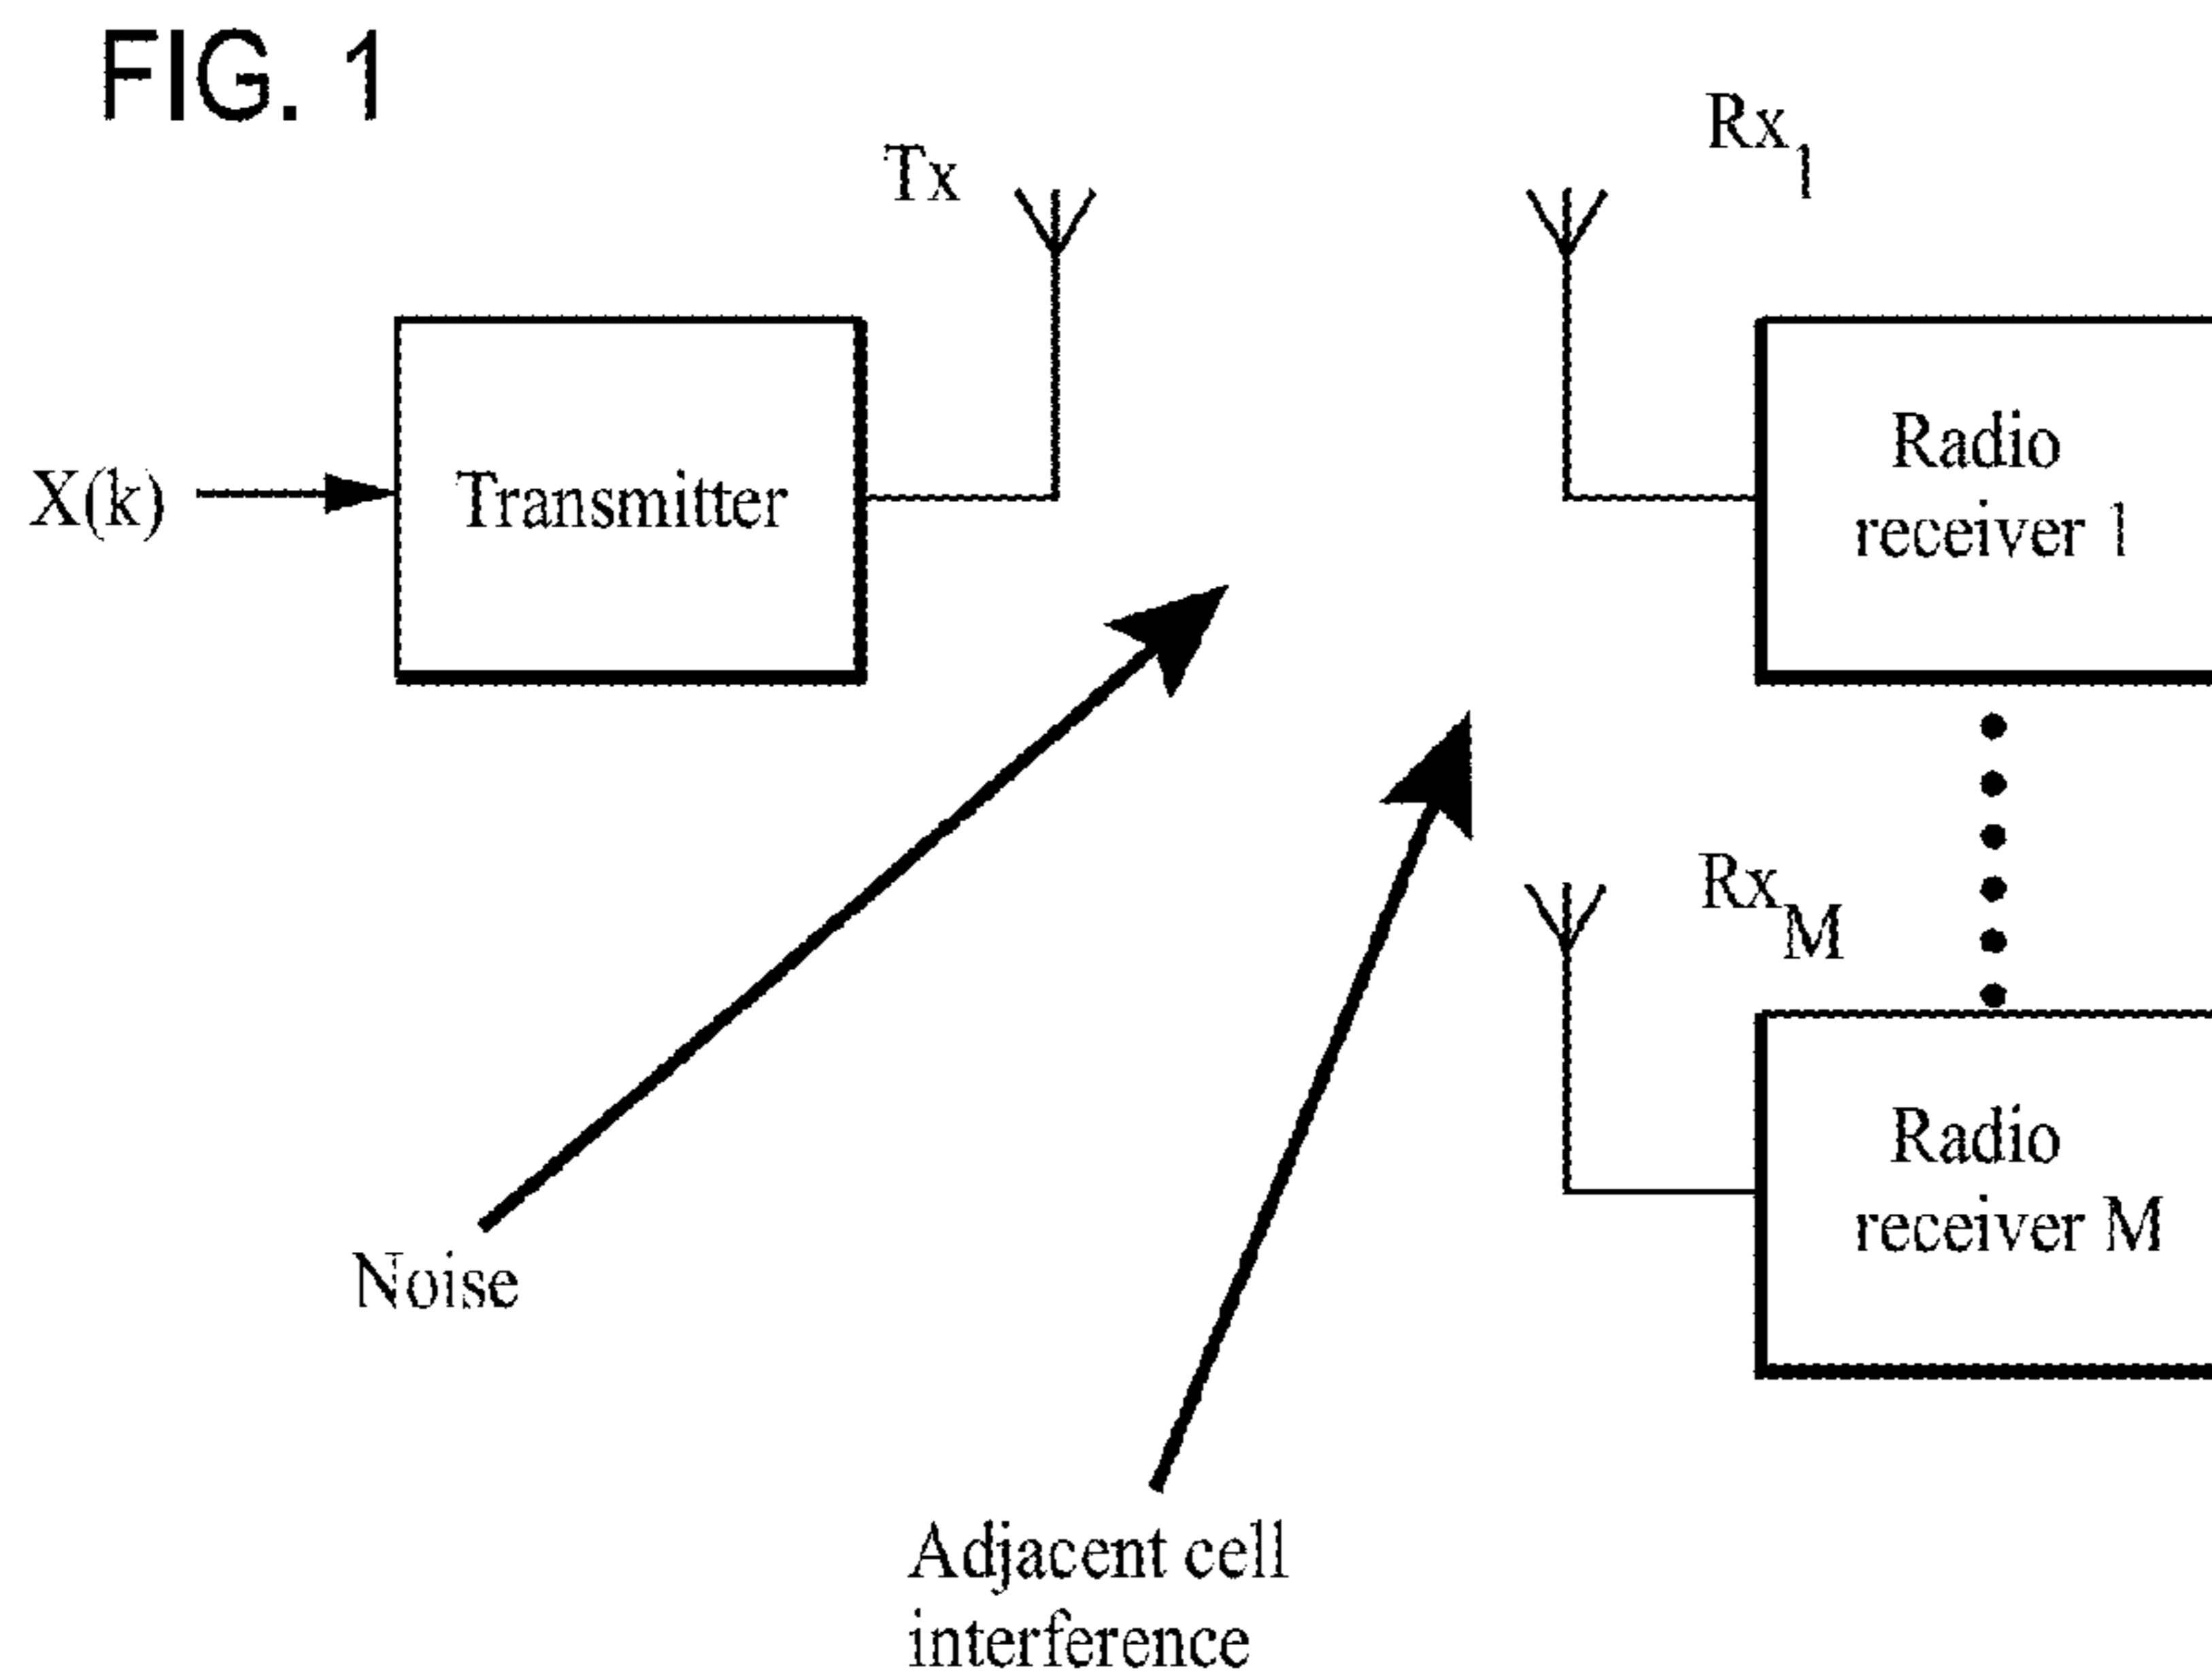 FIG. 1
Tx
Rx1
X(k)
Transmitter
Radio
receiver 1
RxM
Radio
receiver M
Noise
Adjacent cell
interference